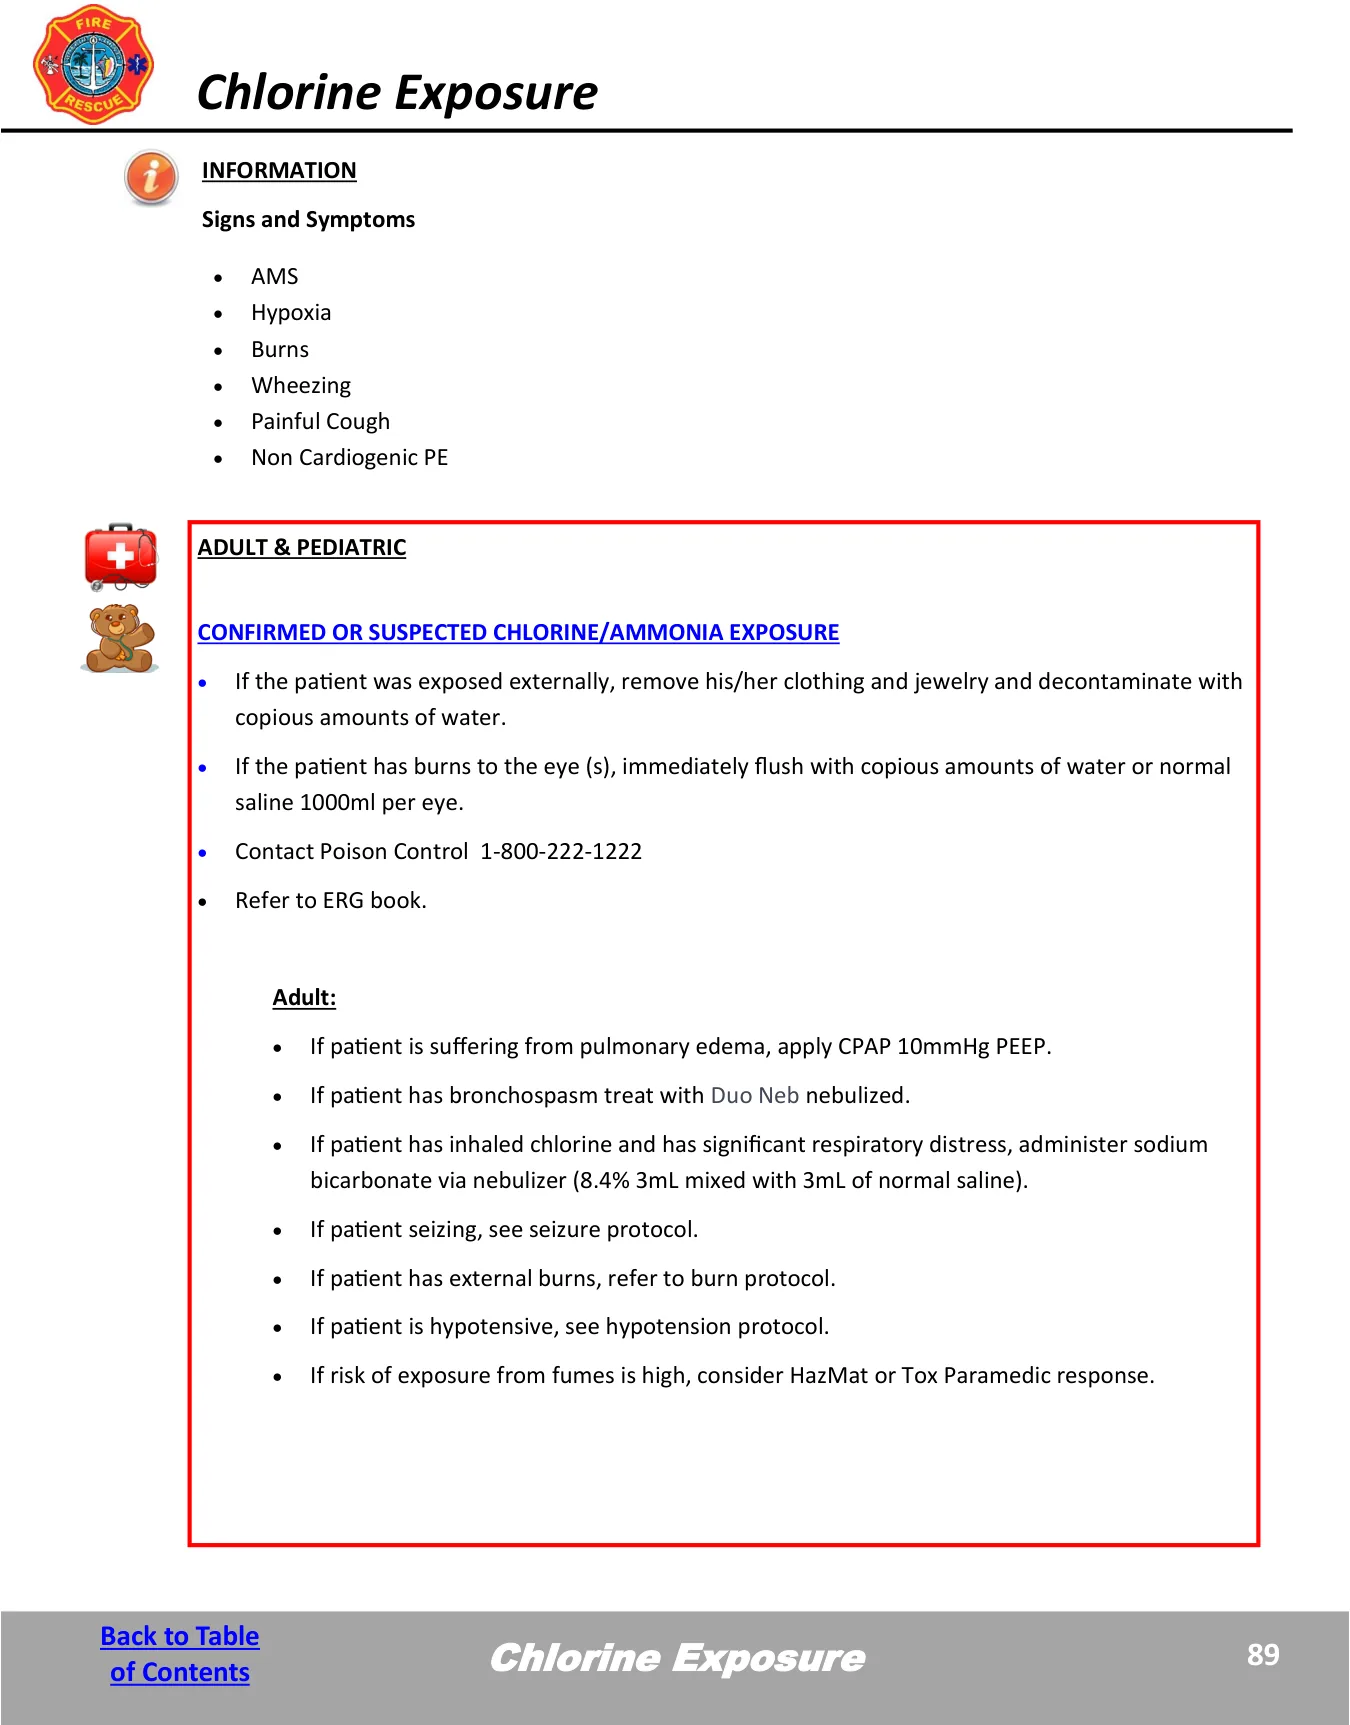 FIRE
RESCUE
Chlorine Exposure
INFORMATION
Signs and Symptoms
• AMS
• Hypoxia
• Burns
• Wheezing
• Painful Cough
• Non Cardiogenic PE
ADULT & PEDIATRIC
CONFIRMED OR SUSPECTED CHLORINE/AMMONIA EXPOSURE
• If the patient was exposed externally, remove his/her clothing and jewelry and decontaminate with
copious amounts of water.
• If the patient has burns to the eye (s), immediately flush with copious amounts of water or normal
saline 1000ml per eye.
• Contact Poison Control  1-800-222-1222
• Refer to ERG book.
Adult:
• If patient is suffering from pulmonary edema, apply CPAP 10mmHg PEEP.
• If patient has bronchospasm treat with Duo Neb nebulized.
• If patient has inhaled chlorine and has significant respiratory distress, administer sodium
bicarbonate via nebulizer (8.4% 3mL mixed with 3mL of normal saline).
• If patient seizing, see seizure protocol.
• If patient has external burns, refer to burn protocol.
• If patient is hypotensive, see hypotension protocol.
• If risk of exposure from fumes is high, consider HazMat or Tox Paramedic response.
Back to Table
of Contents
Chlorine Exposure
89